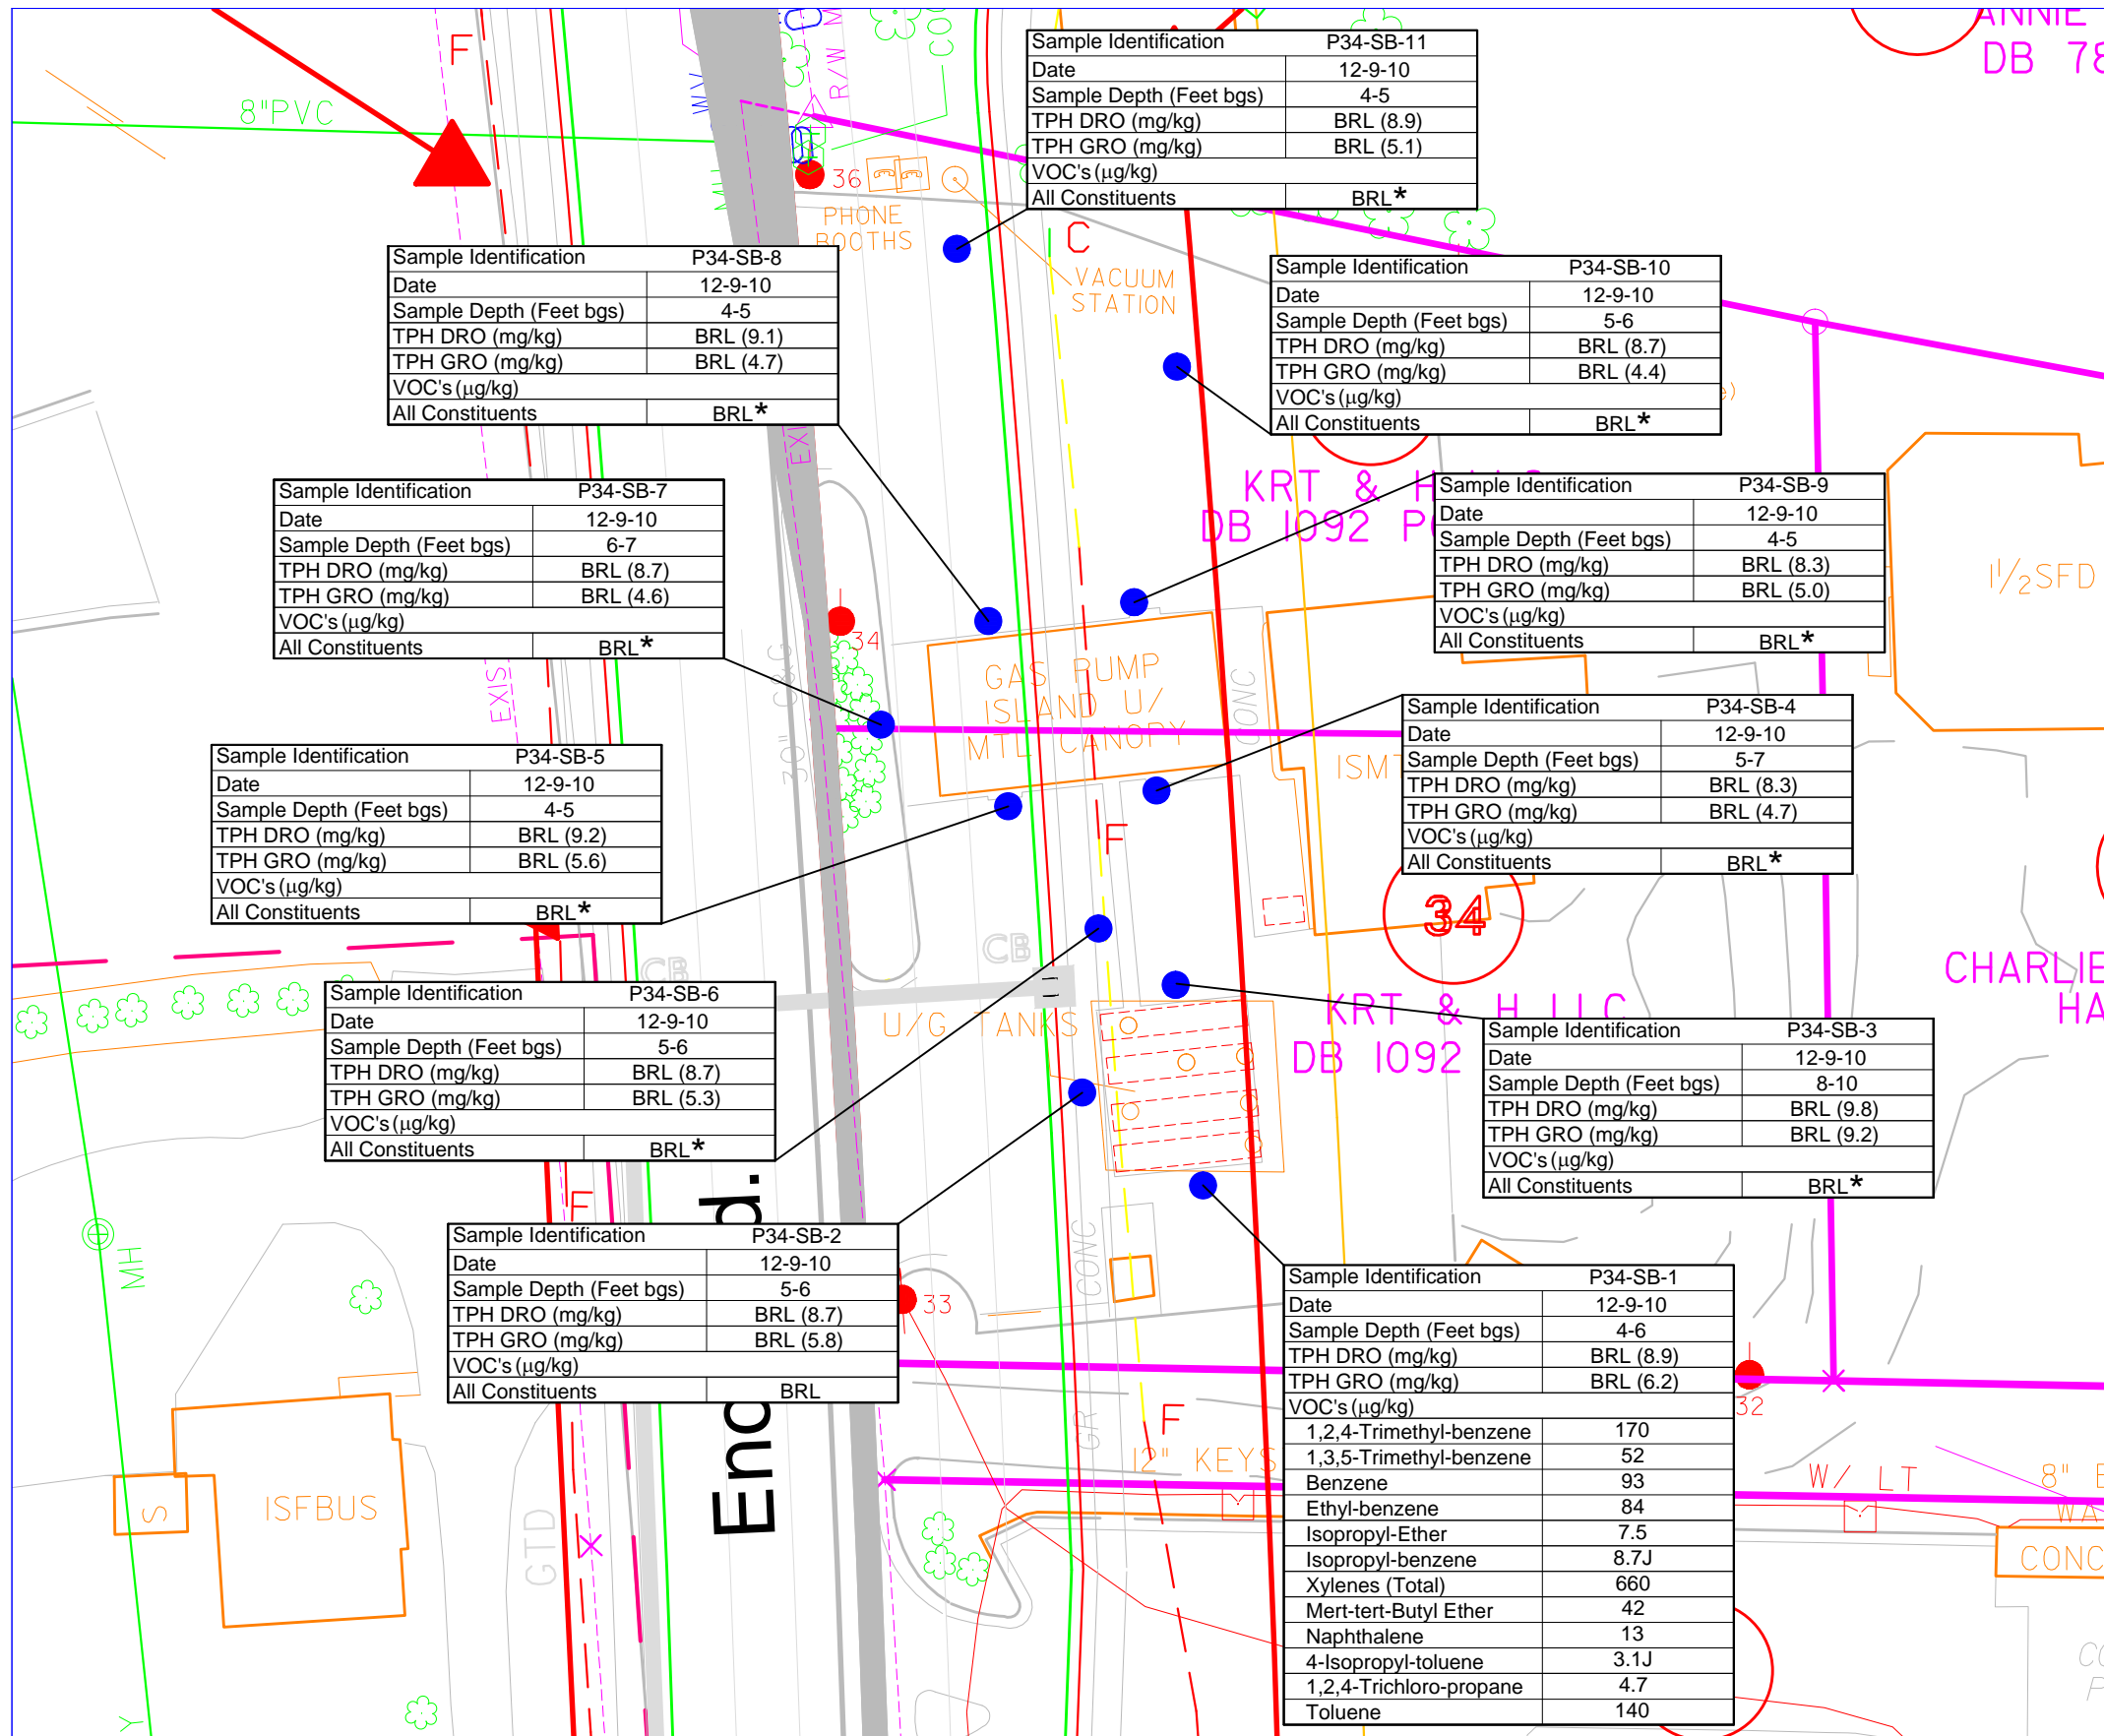 ANNIE
DB 78
F
8"PVC
R/W M
36
PHONE
BOOTHS
C
VACUUM
STATION
Sample Identification P34-SB-11
Date 12-9-10
Sample Depth (Feet bgs) 4-5
TPH DRO (mg/kg) BRL (8.9)
TPH GRO (mg/kg) BRL (5.1)
VOC's (µg/kg)
All Constituents BRL*
Sample Identification P34-SB-8
Date 12-9-10
Sample Depth (Feet bgs) 4-5
TPH DRO (mg/kg) BRL (9.1)
TPH GRO (mg/kg) BRL (4.7)
VOC's (µg/kg)
All Constituents BRL*
Sample Identification P34-SB-10
Date 12-9-10
Sample Depth (Feet bgs) 5-6
TPH DRO (mg/kg) BRL (8.7)
TPH GRO (mg/kg) BRL (4.4)
VOC's (µg/kg)
All Constituents BRL*
KRT & H
DB 1092
Sample Identification P34-SB-7
Date 12-9-10
Sample Depth (Feet bgs) 6-7
TPH DRO (mg/kg) BRL (8.7)
TPH GRO (mg/kg) BRL (4.6)
VOC's (µg/kg)
All Constituents BRL*
Sample Identification P34-SB-9
Date 12-9-10
Sample Depth (Feet bgs) 4-5
TPH DRO (mg/kg) BRL (8.3)
TPH GRO (mg/kg) BRL (5.0)
VOC's (µg/kg)
All Constituents BRL*
1 1/2SFD
34
EXIS
30" C&G
GAS PUMP
ISLAND U/
MTL CANOPY
CONC
ISMT
Sample Identification P34-SB-4
Date 12-9-10
Sample Depth (Feet bgs) 5-7
TPH DRO (mg/kg) BRL (8.3)
TPH GRO (mg/kg) BRL (4.7)
VOC's (µg/kg)
All Constituents BRL*
Sample Identification P34-SB-5
Date 12-9-10
Sample Depth (Feet bgs) 4-5
TPH DRO (mg/kg) BRL (9.2)
TPH GRO (mg/kg) BRL (5.6)
VOC's (µg/kg)
All Constituents BRL*
F
34
CB
CB
CHARLIE
HA
U/G TANKS
KRT & H LLC
DB 1092
Sample Identification P34-SB-6
Date 12-9-10
Sample Depth (Feet bgs) 5-6
TPH DRO (mg/kg) BRL (8.7)
TPH GRO (mg/kg) BRL (5.3)
VOC's (µg/kg)
All Constituents BRL*
Sample Identification P34-SB-3
Date 12-9-10
Sample Depth (Feet bgs) 8-10
TPH DRO (mg/kg) BRL (9.8)
TPH GRO (mg/kg) BRL (9.2)
VOC's (µg/kg)
All Constituents BRL*
F
MH
Sample Identification P34-SB-2
Date 12-9-10
Sample Depth (Feet bgs) 5-6
TPH DRO (mg/kg) BRL (8.7)
TPH GRO (mg/kg) BRL (5.8)
VOC's (µg/kg)
All Constituents BRL
33
CONC
GR
F
12" KEYS
Sample Identification P34-SB-1
Date 12-9-10
Sample Depth (Feet bgs) 4-6
TPH DRO (mg/kg) BRL (8.9)
TPH GRO (mg/kg) BRL (6.2)
VOC's (µg/kg)
1,2,4-Trimethyl-benzene 170
1,3,5-Trimethyl-benzene 52
Benzene 93
Ethyl-benzene 84
Isopropyl-Ether 7.5
Isopropyl-benzene 8.7J
Xylenes (Total) 660
Mert-tert-Butyl Ether 42
Naphthalene 13
4-Isopropyl-toluene 3.1J
1,2,4-Trichloro-propane 4.7
Toluene 140
32
W/ LT
8"
WA
CONC
S
ISFBUS
GTD
Y